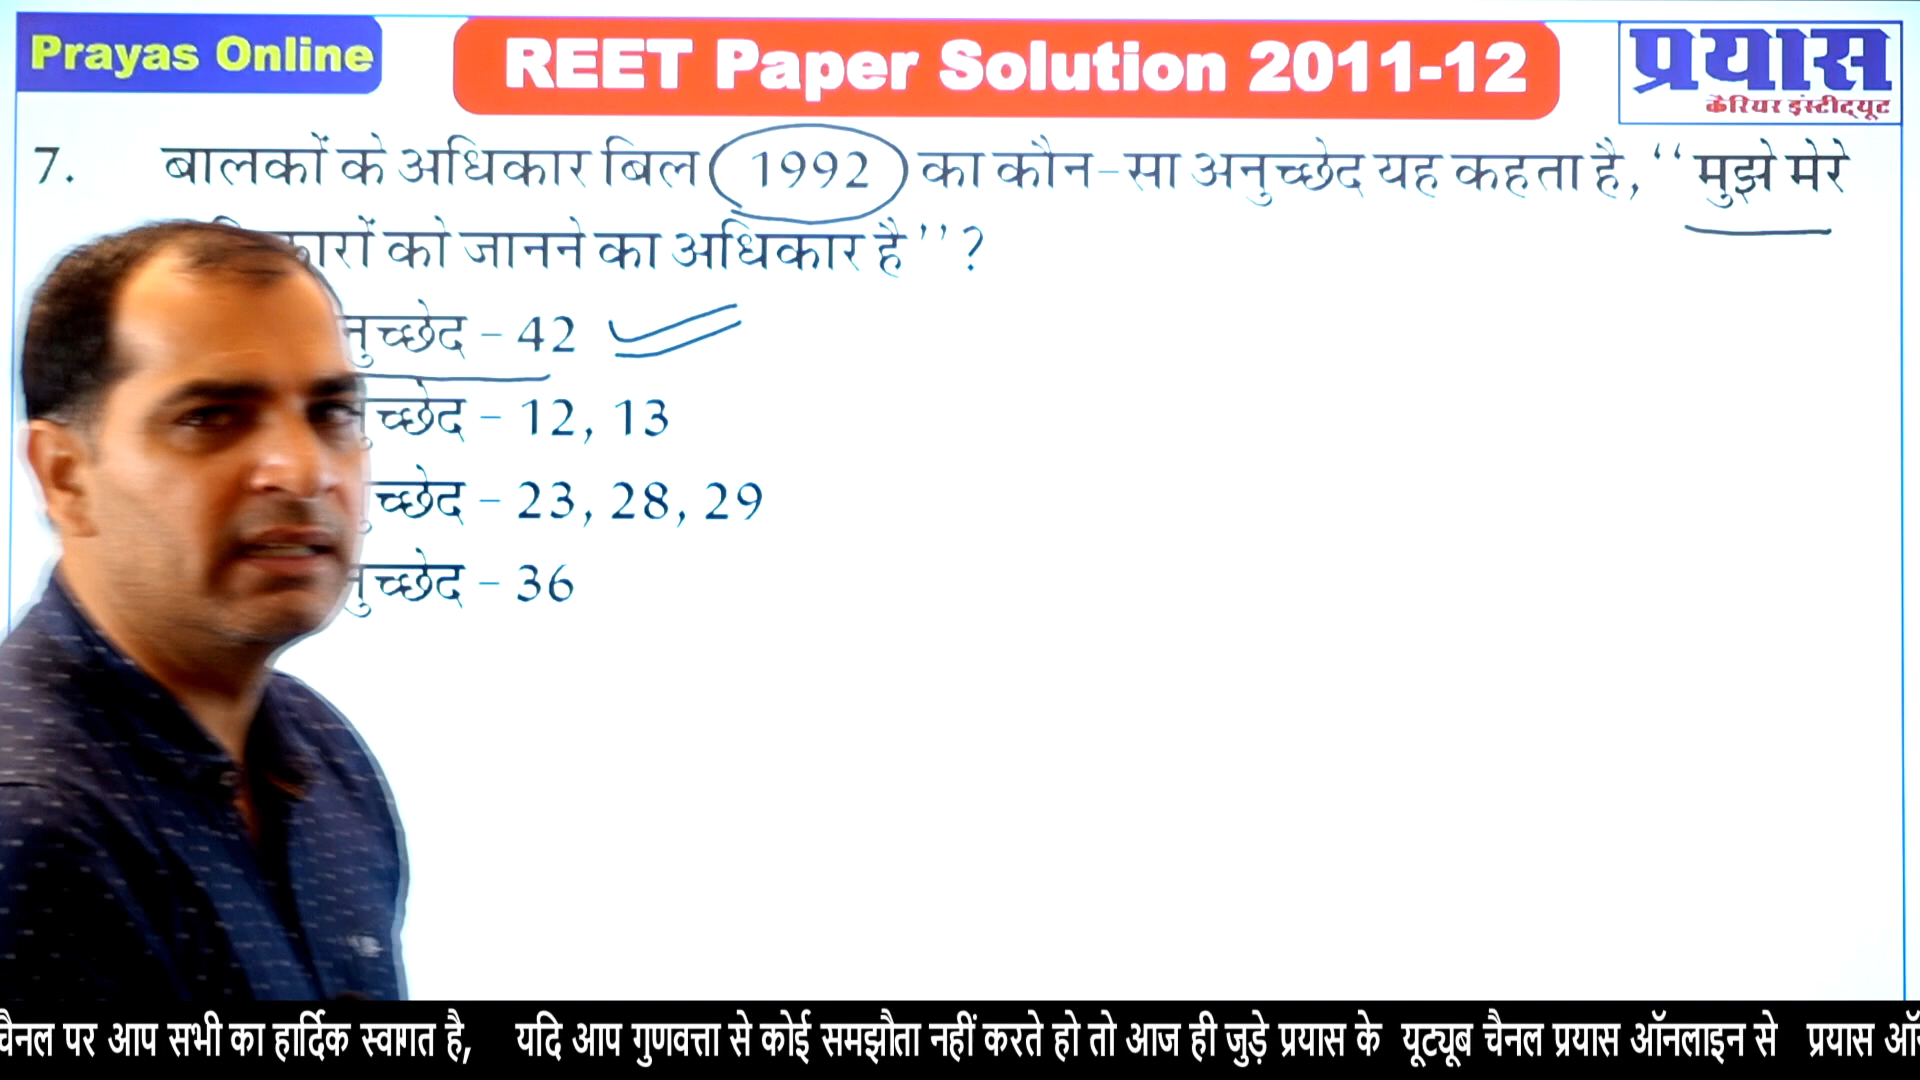 Prayas Online
REET Paper Solution 2011-12
प्रयास
कैरियर इंस्टीट्यूट
7. बालकों के अधिकार बिल (1992) का कौन-सा अनुच्छेद यह कहता है, ‘‘मुझे मेरे
को जानने का अधिकार है’’?
- 42
- 12, 13
- 23, 28, 29
- 36
चैनल पर आप सभी का हार्दिक स्वागत है, यदि आप गुणवत्ता से कोई समझौता नहीं करते हो तो आज ही जुड़े प्रयास के यूट्यूब चैनल प्रयास ऑनलाइन से प्रयास